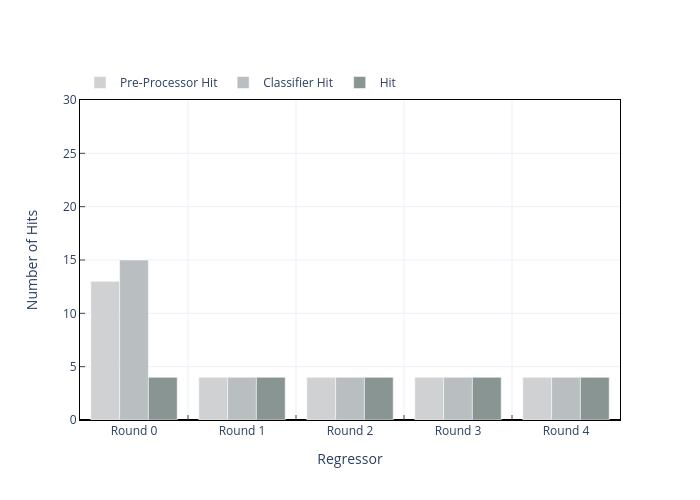 Pre-Processor Hit Classifier Hit Hit
30
25
20
15
10
5
0
Number of Hits
Round 0 Round 1 Round 2 Round 3 Round 4
Regressor